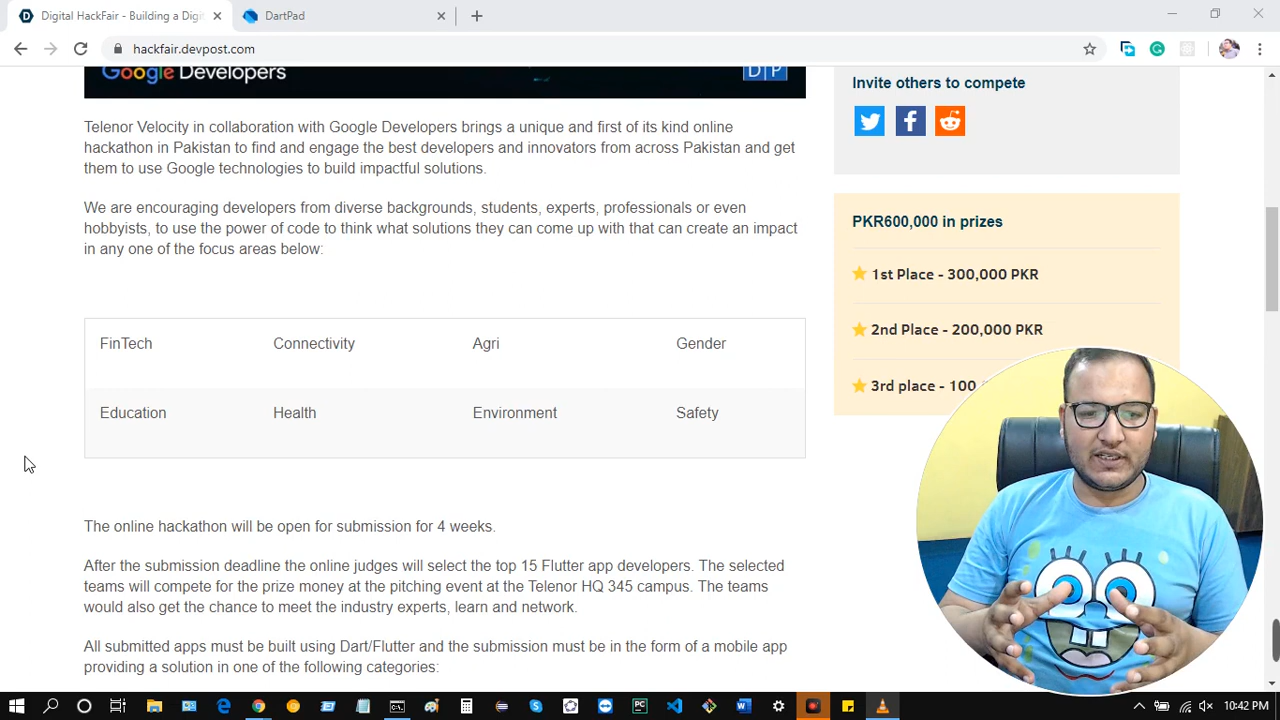 Digital HackFair - Building a Digi
DartPad
hackfair.devpost.com
Google Developers
D P
Telenor Velocity in collaboration with Google Developers brings a unique and first of its kind online
hackathon in Pakistan to find and engage the best developers and innovators from across Pakistan and get
them to use Google technologies to build impactful solutions.
We are encouraging developers from diverse backgrounds, students, experts, professionals or even
hobbyists, to use the power of code to think what solutions they can come up with that can create an impact
in any one of the focus areas below:
FinTech Connectivity Agri Gender
Education Health Environment Safety
The online hackathon will be open for submission for 4 weeks.
After the submission deadline the online judges will select the top 15 Flutter app developers. The selected
teams will compete for the prize money at the pitching event at the Telenor HQ 345 campus. The teams
would also get the chance to meet the industry experts, learn and network.
All submitted apps must be built using Dart/Flutter and the submission must be in the form of a mobile app
providing a solution in one of the following categories:
Invite others to compete
PKR600,000 in prizes
1st Place - 300,000 PKR
2nd Place - 200,000 PKR
3rd place - 100
10:42 PM